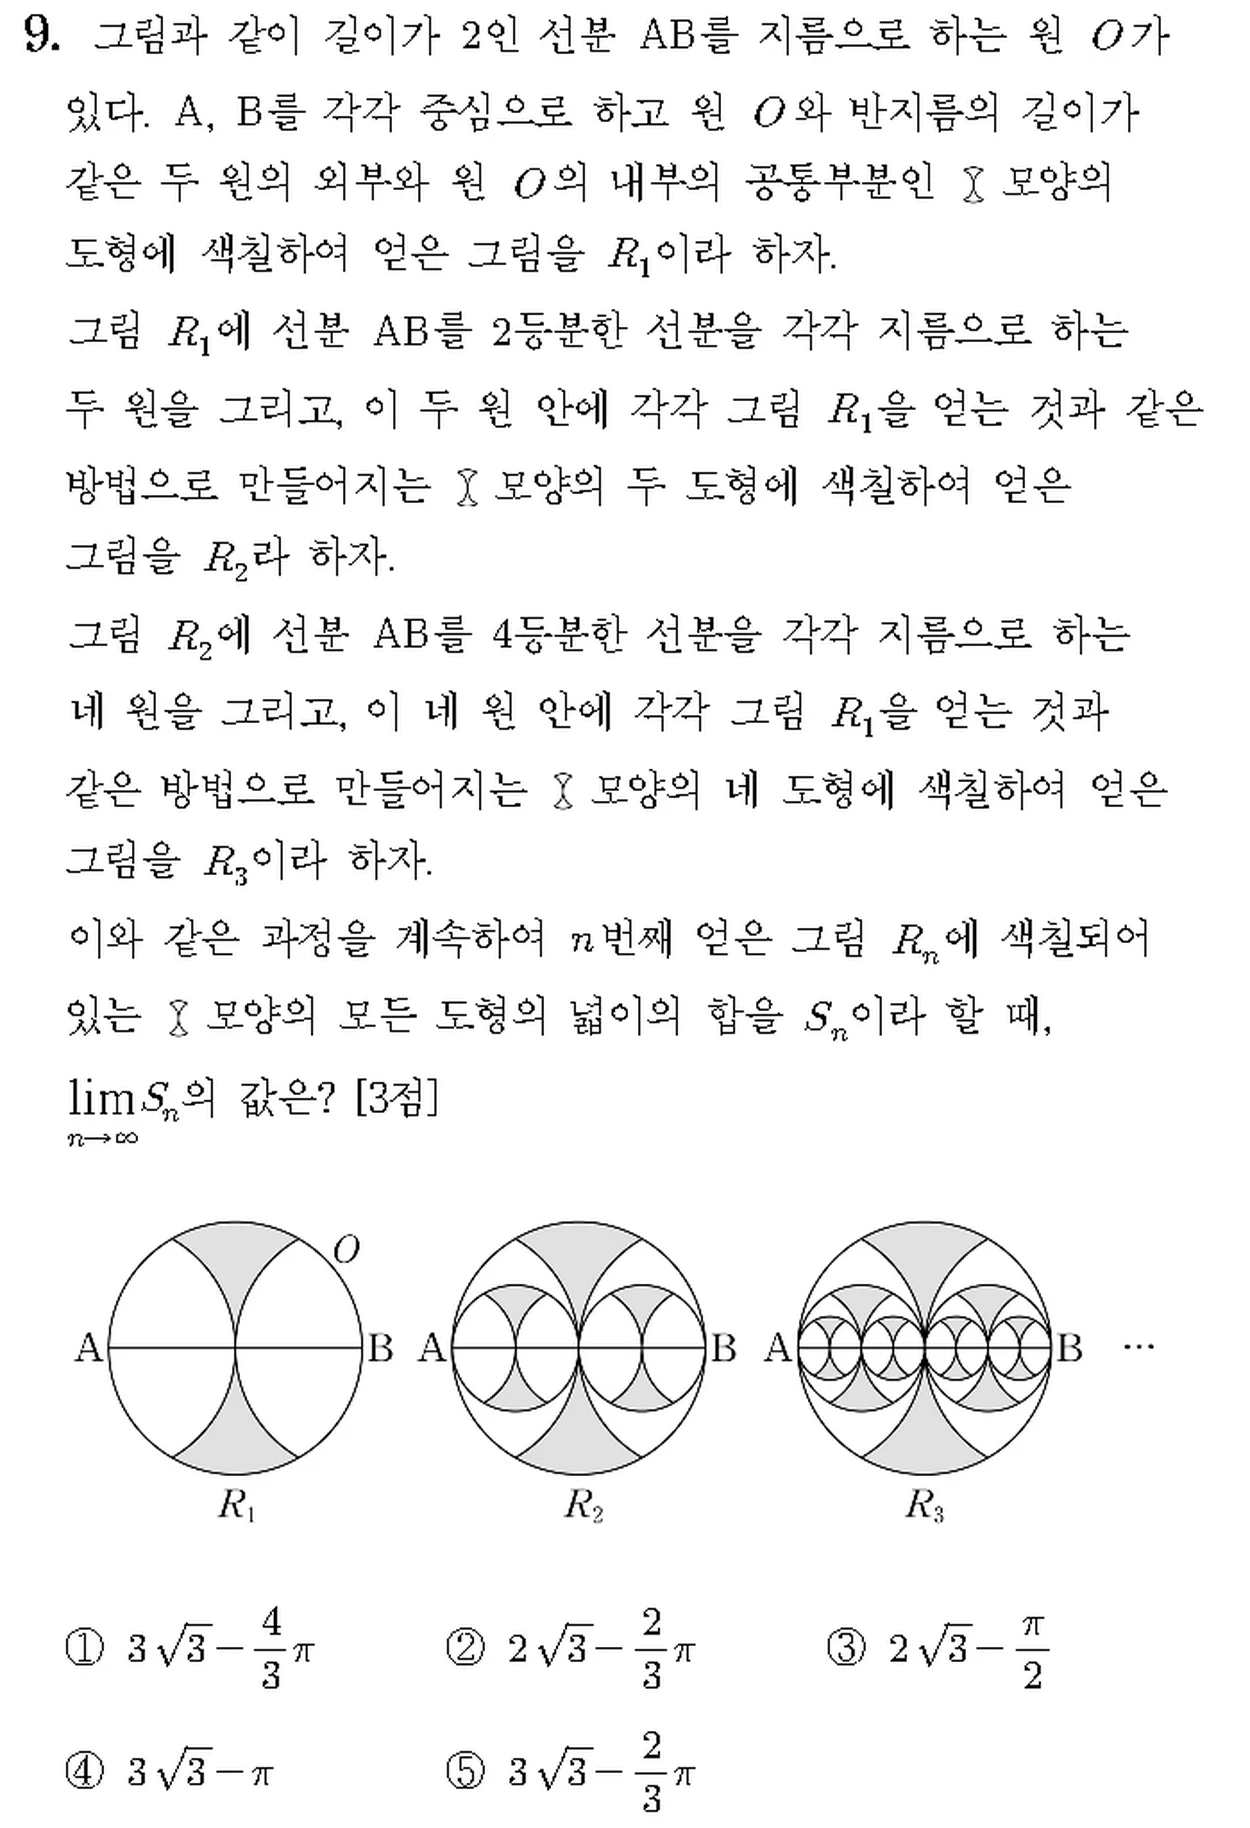 9. 그림과 같이 길이가 2인 선분 AB를 지름으로 하는 원 O가
있다. A, B를 각각 중심으로 하고 원 O와 반지름의 길이가
같은 두 원의 외부와 원 O의 내부의 공통부분인 모양의
도형에 색칠하여 얻은 그림을 R₁이라 하자.
그림 R₁에 선분 AB를 2등분한 선분을 각각 지름으로 하는
두 원을 그리고, 이 두 원 안에 각각 그림 R₁을 얻는 것과 같은
방법으로 만들어지는 모양의 두 도형에 색칠하여 얻은
그림을 R₂라 하자.
그림 R₂에 선분 AB를 4등분한 선분을 각각 지름으로 하는
네 원을 그리고, 이 네 원 안에 각각 그림 R₁을 얻는 것과
같은 방법으로 만들어지는 모양의 네 도형에 색칠하여 얻은
그림을 R₃이라 하자.
이와 같은 과정을 계속하여 n번째 얻은 그림 Rₙ에 색칠되어
있는 모양의 모든 도형의 넓이의 합을 Sₙ이라 할 때,
lim Sₙ의 값은? [3점]
n→∞
O
A B A B A B ···
R₁ R₂ R₃
① 3√3 − 4/3 π ② 2√3 − 2/3 π ③ 2√3 − π/2
④ 3√3 − π ⑤ 3√3 − 2/3 π